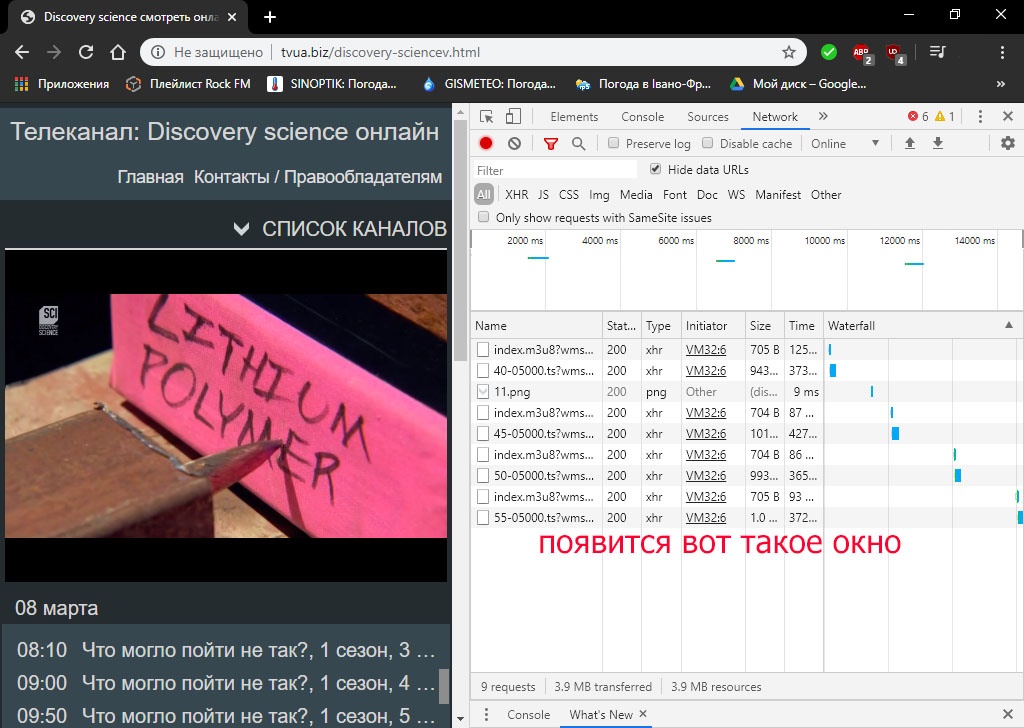 Discovery science смотреть онла
Не защищено tvua.biz/discovery-sciencev.html
ABP 2 UD 4
Приложения Плейлист Rock FM SINOPTIK: Погода... GISMETEO: Погода... Погода в Івано-Фр... Мой диск – Google... »
Телеканал: Discovery science онлайн
Главная Контакты / Правообладателям
СПИСОК КАНАЛОВ
SCI
DISCOVERY
SCIENCE
LITHIUM
POLYMER
08 марта
08:10 Что могло пойти не так?, 1 сезон, 3 ...
09:00 Что могло пойти не так?, 1 сезон, 4 ...
09:50 Что могло пойти не так?, 1 сезон, 5 ...
Elements Console Sources Network » 6 1
Preserve log Disable cache Online
Filter Hide data URLs
All XHR JS CSS Img Media Font Doc WS Manifest Other
Only show requests with SameSite issues
2000 ms 4000 ms 6000 ms 8000 ms 10000 ms 12000 ms 14000 ms
Name Stat... Type Initiator Size Time Waterfall
index.m3u8?wms... 200 xhr VM32:6 705 B 125...
40-05000.ts?wms... 200 xhr VM32:6 943... 373...
11.png 200 png Other (dis... 9 ms
index.m3u8?wms... 200 xhr VM32:6 704 B 87 ...
45-05000.ts?wms... 200 xhr VM32:6 101... 427...
index.m3u8?wms... 200 xhr VM32:6 704 B 86 ...
50-05000.ts?wms... 200 xhr VM32:6 993... 365...
index.m3u8?wms... 200 xhr VM32:6 705 B 93 ...
55-05000.ts?wms... 200 xhr VM32:6 1.0 ... 372...
появится вот такое окно
9 requests 3.9 MB transferred 3.9 MB resources
Console What's New